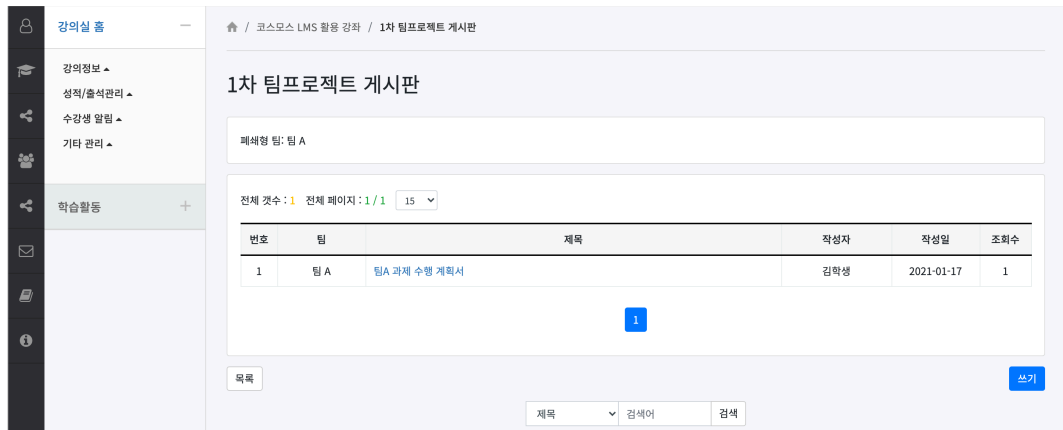 강의실 홈
/ 코스모스 LMS 활용 강좌 / 1차 팀프로젝트 게시판
강의정보
성적/출석관리
수강생 알림
기타 관리
학습활동
1차 팀프로젝트 게시판
폐쇄형 팀: 팀 A
전체 갯수 : 1 전체 페이지 : 1 / 1 15
번호 팀 제목 작성자 작성일 조회수
1 팀 A 팀A 과제 수행 계획서 김학생 2021-01-17 1
1
목록 쓰기
제목 검색어 검색